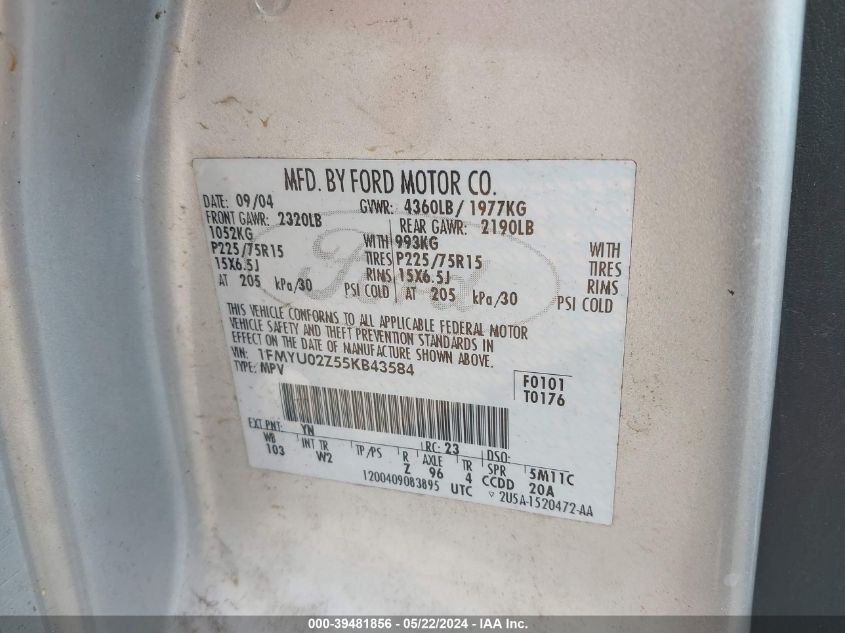 MFD. BY FORD MOTOR CO.
DATE: 09/04 GVWR: 4360LB/ 1977KG
FRONT GAWR: 2320LB REAR GAWR: 2190LB
1052KG WITH 993KG WITH
P225/75R15 TIRES P225/75R15 TIRES
15X6.5J RIMS 15X6.5J RIMS
AT 205 kPa/30 PSI COLD AT 205 kPa/30 PSI COLD
Ford
THIS VEHICLE CONFORMS TO ALL APPLICABLE FEDERAL MOTOR
VEHICLE SAFETY AND THEFT PREVENTION STANDARDS IN
EFFECT ON THE DATE OF MANUFACTURE SHOWN ABOVE.
VIN: 1FMYU02Z55KB43584
TYPE: MPV
F0101
T0176
EXT PNT: YN RC: 23 DSO:
WB INT TR TP/PS R AXLE TR SPR 5M11C
103 W2 Z 96 4 CCDD 20A
1200409083895 UTC ▽ 2U5A-1520472-AA
000-39481856 - 05/22/2024 - IAAI Inc.